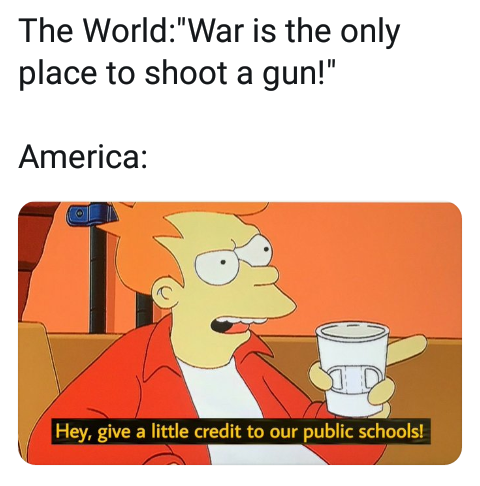 The World:"War is the only
place to shoot a gun!"
America:
Hey, give a little credit to our public schools!